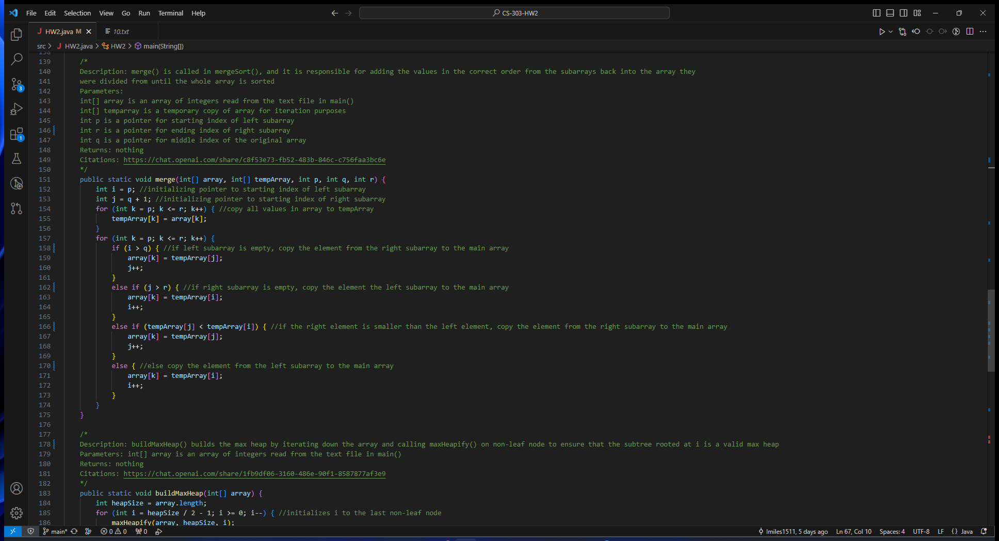 File Edit Selection View Go Run Terminal Help CS-303-HW2
J HW2.java M 10.txt
src > J HW2.java > HW2 > main(String[])
138
139 /*
140 Description: merge() is called in mergeSort(), and it is responsible for adding the values in the correct order from the subarrays back into the array they
141 were divided from until the whole array is sorted
142 Parameters:
143 int[] array is an array of integers read from the text file in main()
144 int[] temparray is a temporary copy of array for iteration purposes
145 int p is a pointer for starting index of left subarray
146 int r is a pointer for ending index of right subarray
147 int q is a pointer for middle index of the original array
148 Returns: nothing
149 Citations: https://chat.openai.com/share/c8f53e73-fb52-483b-846c-c756faa3bc6e
150 */
151 public static void merge(int[] array, int[] tempArray, int p, int q, int r) {
152 int i = p; //initializing pointer to starting index of left subarray
153 int j = q + 1; //initializing pointer to starting index of right subarray
154 for (int k = p; k <= r; k++) { //copy all values in array to tempArray
155 tempArray[k] = array[k];
156 }
157 for (int k = p; k <= r; k++) {
158 if (i > q) { //if left subarray is empty, copy the element from the right subarray to the main array
159 array[k] = tempArray[j];
160 j++;
161 }
162 else if (j > r) { //if right subarray is empty, copy the element the left subarray to the main array
163 array[k] = tempArray[i];
164 i++;
165 }
166 else if (tempArray[j] < tempArray[i]) { //if the right element is smaller than the left element, copy the element from the right subarray to the main array
167 array[k] = tempArray[j];
168 j++;
169 }
170 else { //else copy the element from the left subarray to the main array
171 array[k] = tempArray[i];
172 i++;
173 }
174 }
175 }
176
177 /*
178 Description: buildMaxHeap() builds the max heap by iterating down the array and calling maxHeapify() on non-leaf node to ensure that the subtree rooted at i is a valid max heap
179 Parameters: int[] array is an array of integers read from the text file in main()
180 Returns: nothing
181 Citations: https://chat.openai.com/share/1fb9df06-3160-486e-90f1-8587877af3e9
182 */
183 public static void buildMaxHeap(int[] array) {
184 int heapSize = array.length;
185 for (int i = heapSize / 2 - 1; i >= 0; i--) { //initializes i to the last non-leaf node
186 maxHeapify(array, heapSize, i);
3
1
main* 0 0 0 lmiles1511, 5 days ago Ln 67, Col 10 Spaces: 4 UTF-8 LF {} Java